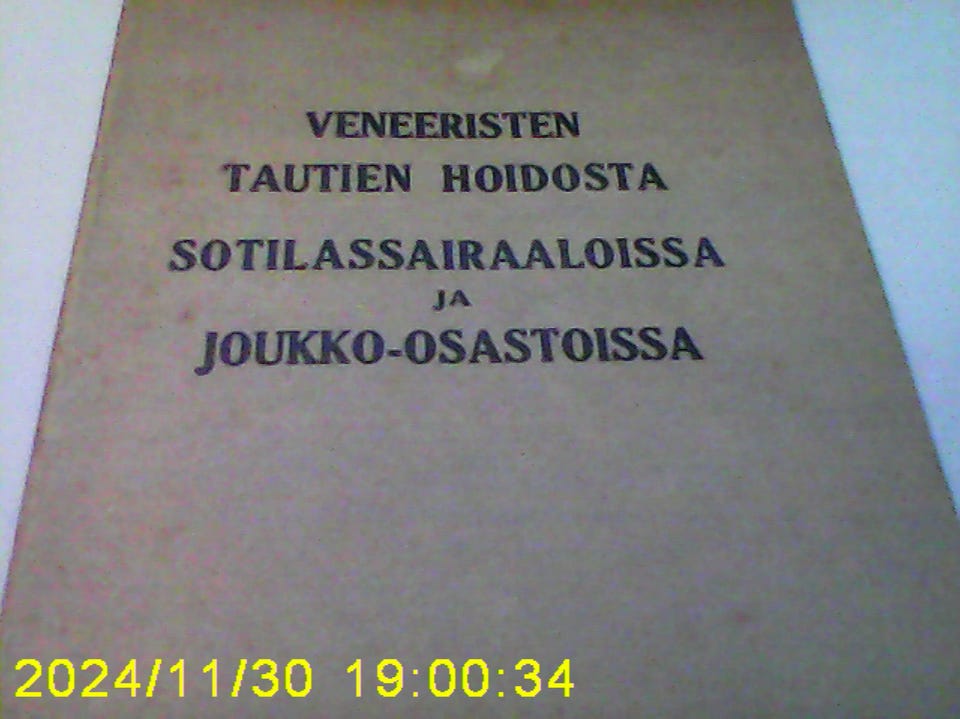 VENEERISTEN
TAUTIEN HOIDOSTA
SOTILASSAIRAALOISSA
JA
JOUKKO-OSASTOISSA
2024/11/30 19:00:34